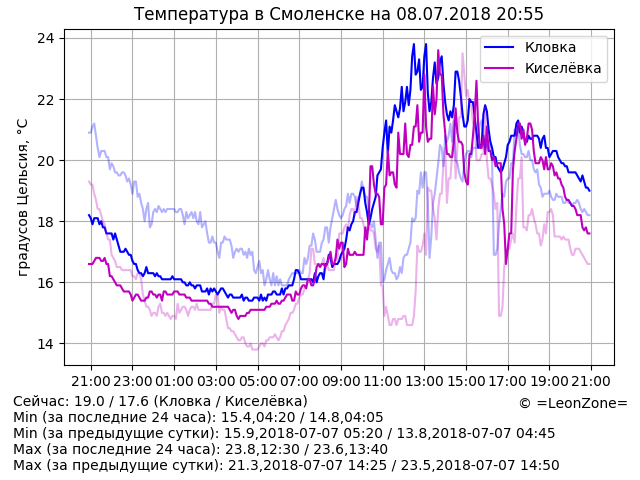 Температура в Смоленске на 08.07.2018 20:55
24
22
20
18
16
14
градусов Цельсия, °C
Кловка
Киселёвка
21:00 23:00 01:00 03:00 05:00 07:00 09:00 11:00 13:00 15:00 17:00 19:00 21:00
Сейчас: 19.0 / 17.6 (Кловка / Киселёвка)
© =LeonZone=
Min (за последние 24 часа): 15.4,04:20 / 14.8,04:05
Min (за предыдущие сутки): 15.9,2018-07-07 05:20 / 13.8,2018-07-07 04:45
Max (за последние 24 часа): 23.8,12:30 / 23.6,13:40
Max (за предыдущие сутки): 21.3,2018-07-07 14:25 / 23.5,2018-07-07 14:50